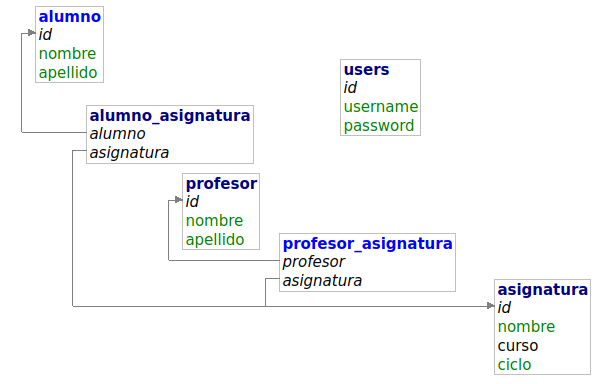 alumno
id
nombre
apellido
users
id
username
password
alumno_asignatura
alumno
asignatura
profesor
id
nombre
apellido
profesor_asignatura
profesor
asignatura
asignatura
id
nombre
curso
ciclo